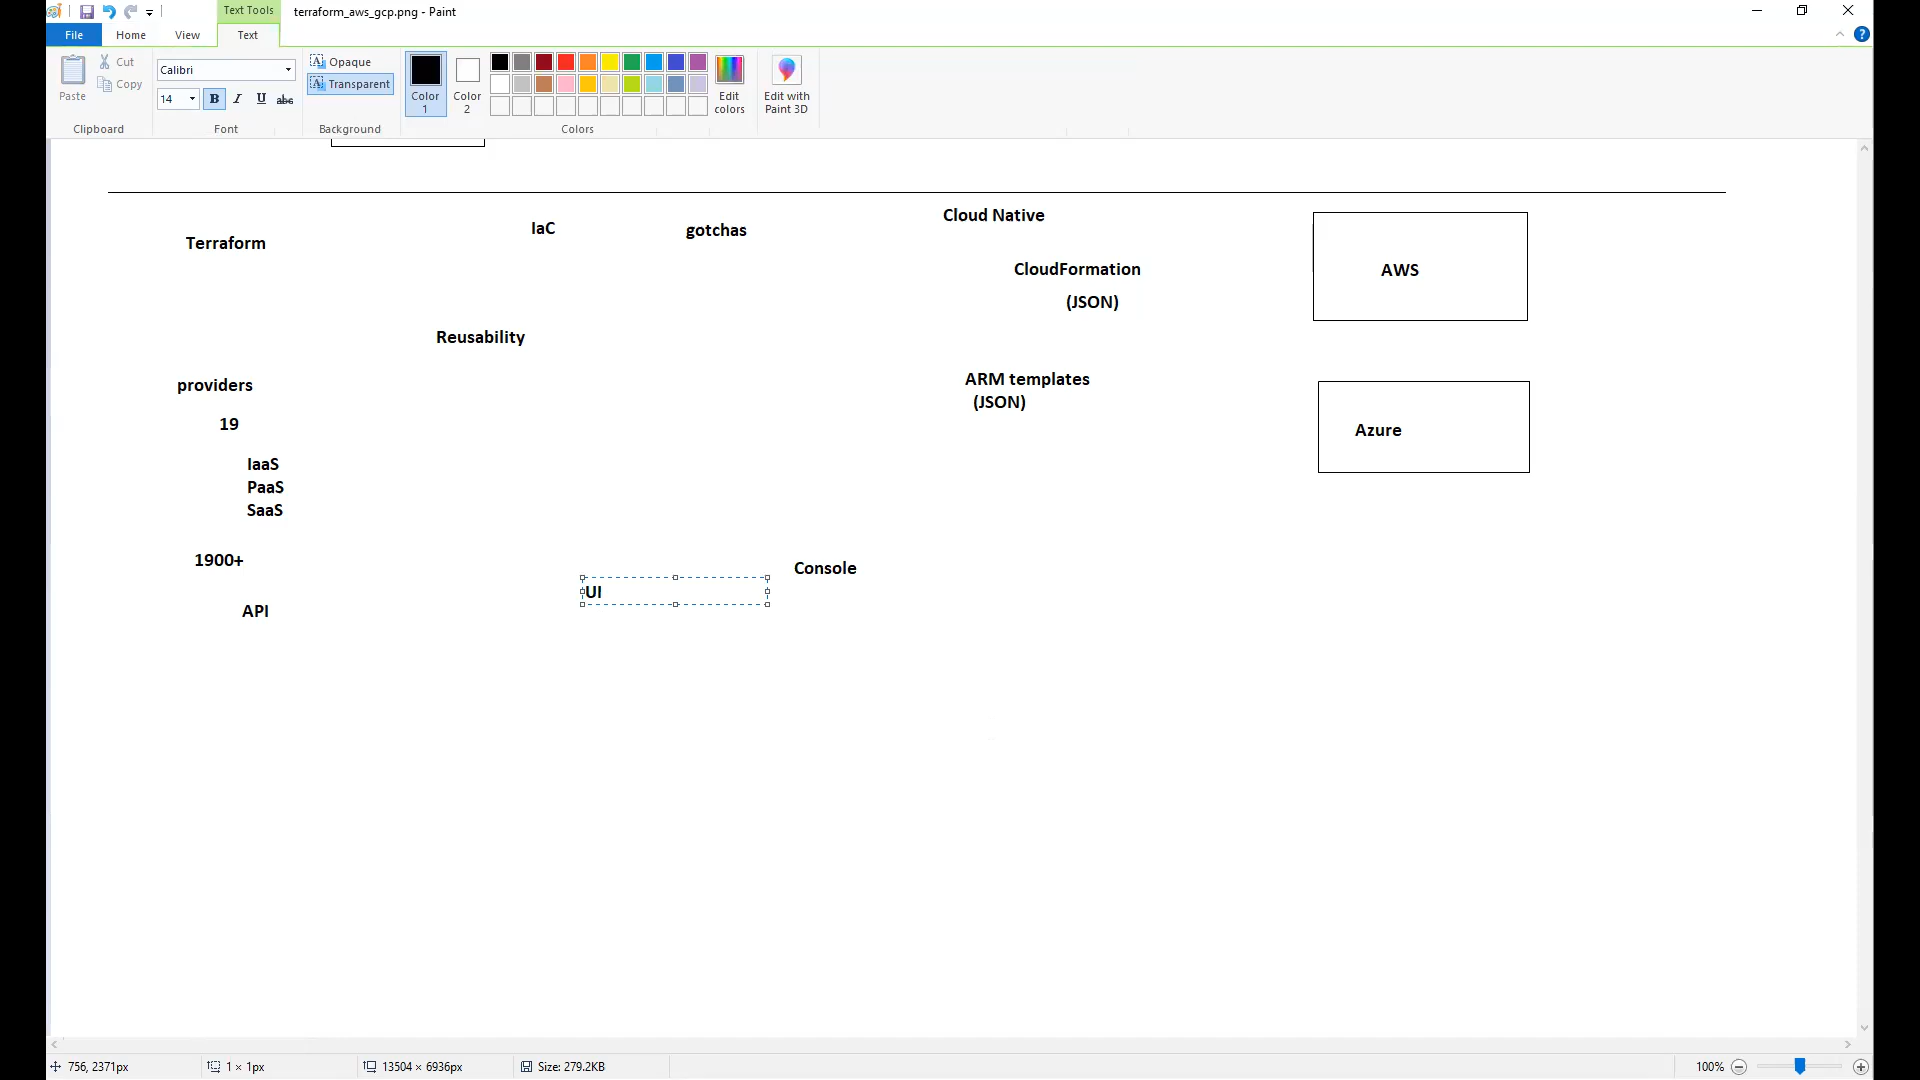 Text Tools
terraform_aws_gcp.png - Paint
File
Home
View
Text
Paste
Cut
Copy
Clipboard
Calibri
14
B
I
U
abc
Font
Opaque
Transparent
Background
Color 1
Color 2
Colors
Edit colors
Edit with Paint 3D
Terraform
IaC
gotchas
Cloud Native
CloudFormation
(JSON)
AWS
Reusability
providers
ARM templates
(JSON)
Azure
19
IaaS
PaaS
SaaS
1900+
Console
UI
API
756, 2371px
1 × 1px
13504 × 6936px
Size: 279.2KB
100%